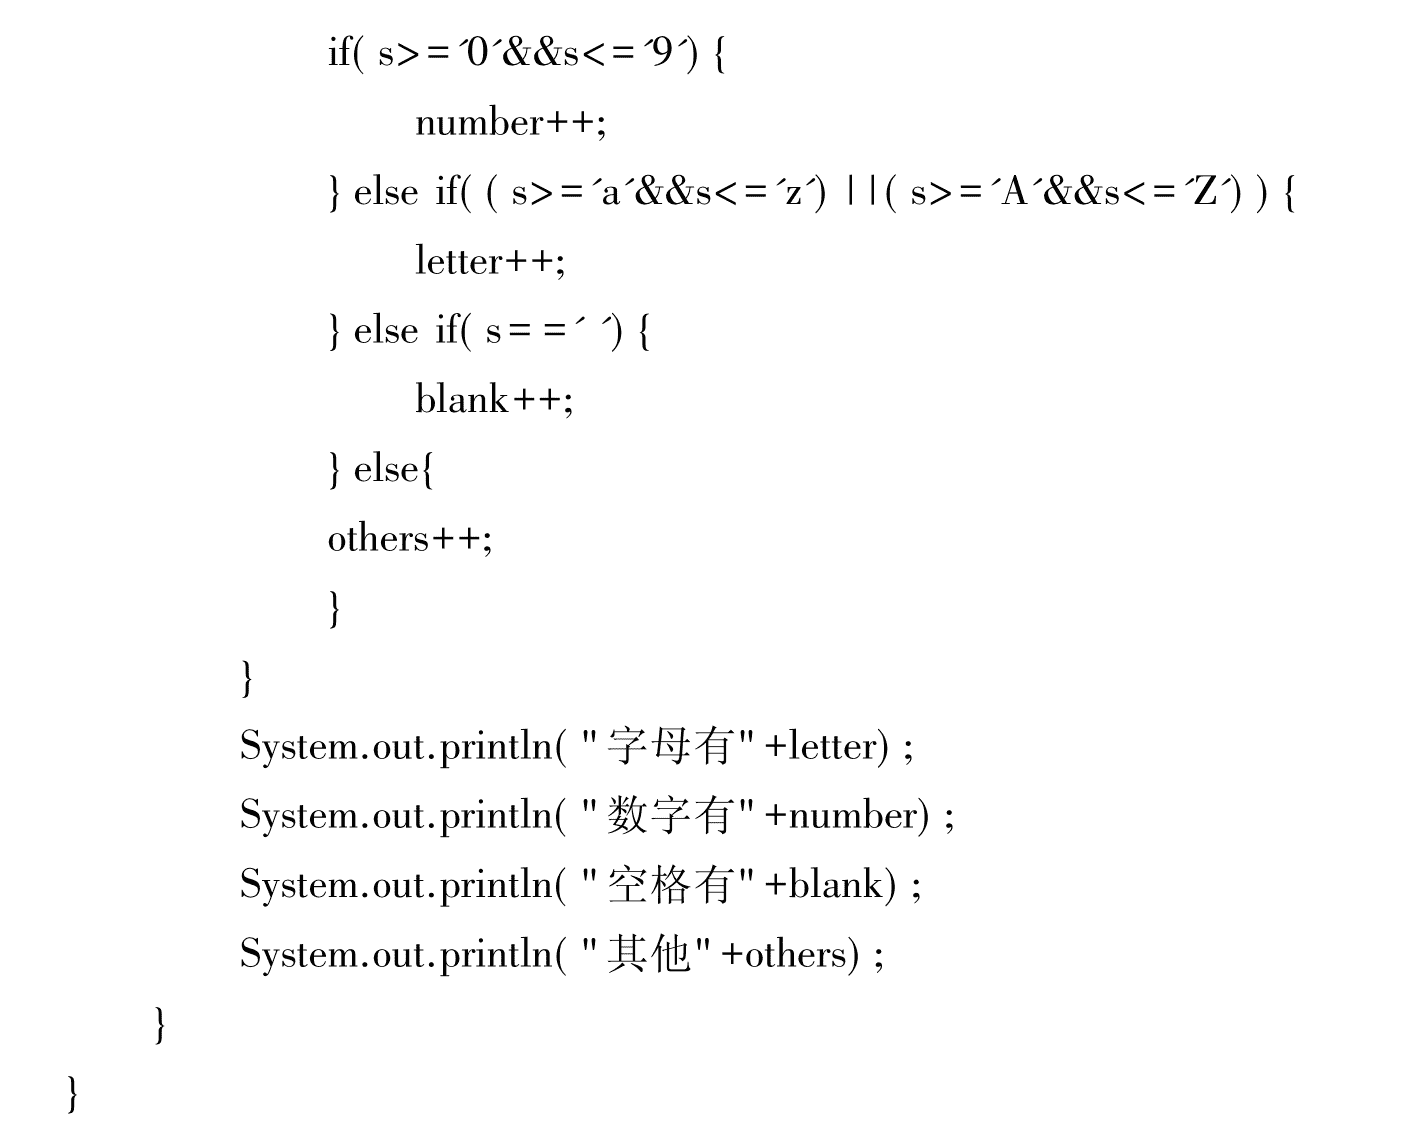 if( s>=´0´&&s<=´9´) {
number++;
} else if( ( s>=´a´&&s<=´z´) ||( s>=´A´&&s<=´Z´) ) {
letter++;
} else if( s==´ ´) {
blank++;
} else{
others++;
}
}
System.out.println( "字母有"+letter) ;
System.out.println( "数字有"+number) ;
System.out.println( "空格有"+blank) ;
System.out.println( "其他"+others) ;
}
}